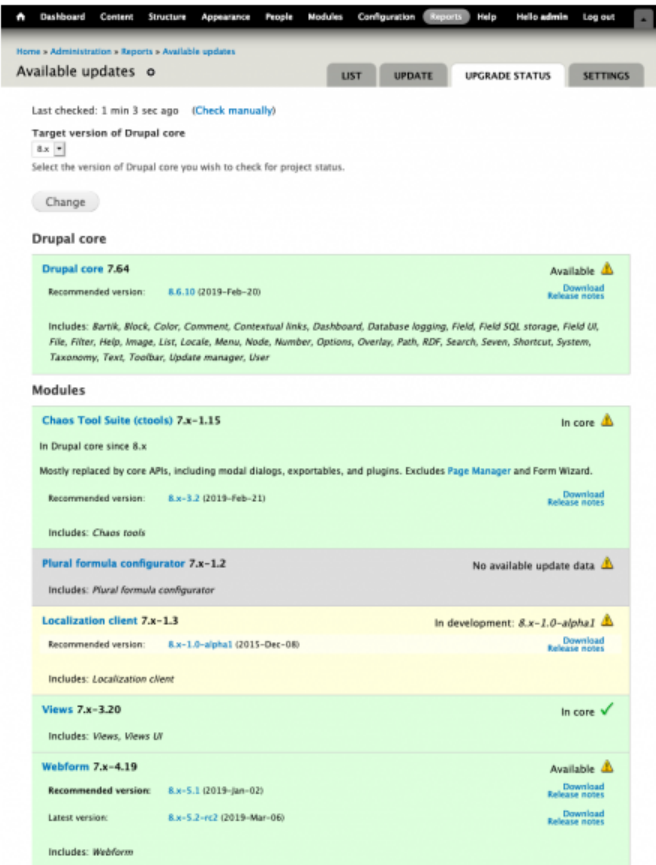 Dashboard Content Structure Appearance People Modules Configuration Reports Help Hello admin Log out
Home » Administration » Reports » Available updates
Available updates
LIST UPDATE UPGRADE STATUS SETTINGS
Last checked: 1 min 3 sec ago (Check manually)
Target version of Drupal core
8.x
Select the version of Drupal core you wish to check for project status.
Change
Drupal core
Drupal core 7.64 Available
Recommended version: 8.6.10 (2019-Feb-20) Download
Release notes
Includes: Bartik, Block, Color, Comment, Contextual links, Dashboard, Database logging, Field, Field SQL storage, Field UI,
File, Filter, Help, Image, List, Locale, Menu, Node, Number, Options, Overlay, Path, RDF, Search, Seven, Shortcut, System,
Taxonomy, Text, Toolbar, Update manager, User
Modules
Chaos Tool Suite (ctools) 7.x-1.15 In core
In Drupal core since 8.x
Mostly replaced by core APIs, including modal dialogs, exportables, and plugins. Excludes Page Manager and Form Wizard.
Recommended version: 8.x-3.2 (2019-Feb-21) Download
Release notes
Includes: Chaos tools
Plural formula configurator 7.x-1.2 No available update data
Includes: Plural formula configurator
Localization client 7.x-1.3 In development: 8.x-1.0-alpha1
Recommended version: 8.x-1.0-alpha1 (2015-Dec-08) Download
Release notes
Includes: Localization client
Views 7.x-3.20 In core
Includes: Views, Views UI
Webform 7.x-4.19 Available
Recommended version: 8.x-5.1 (2019-Jan-02) Download
Release notes
Latest version: 8.x-5.2-rc2 (2019-Mar-06) Download
Release notes
Includes: Webform